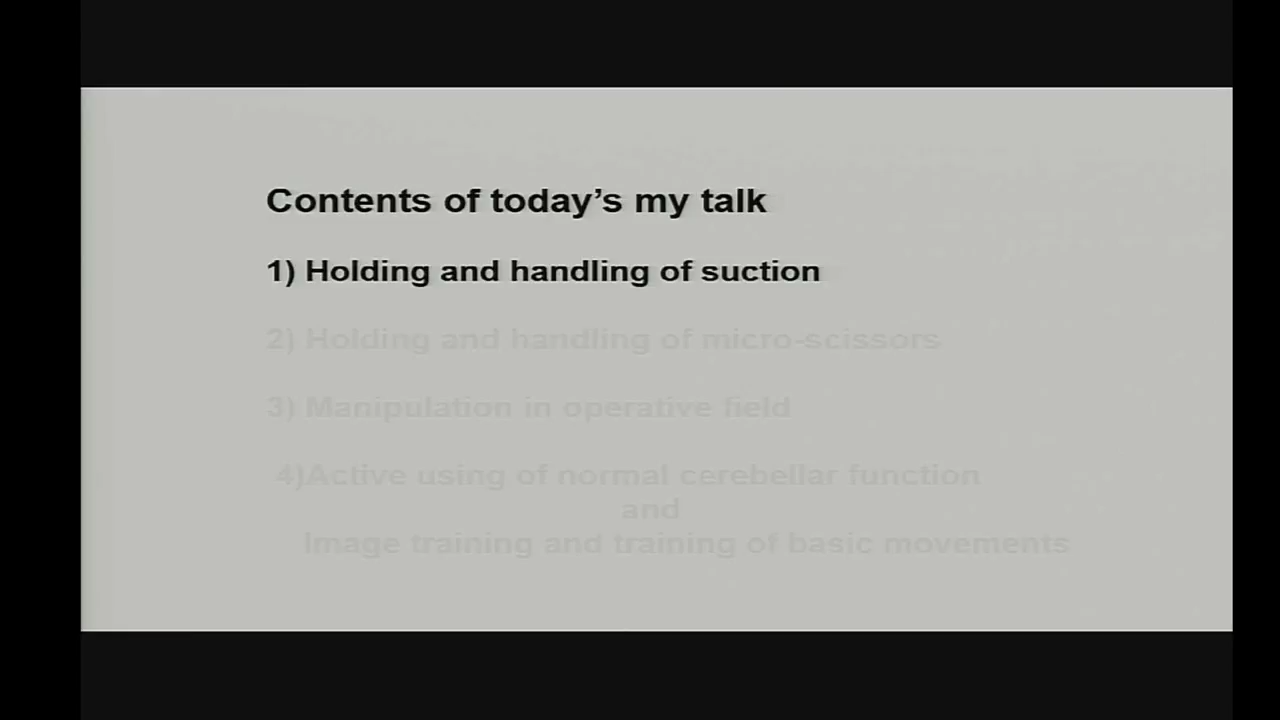 Contents of today's my talk
1) Holding and handling of suction
2) Holding and handling of micro-scissors
3) Manipulation in operative field
4)Active using of normal cerebellar function
and
Image training and training of basic movements